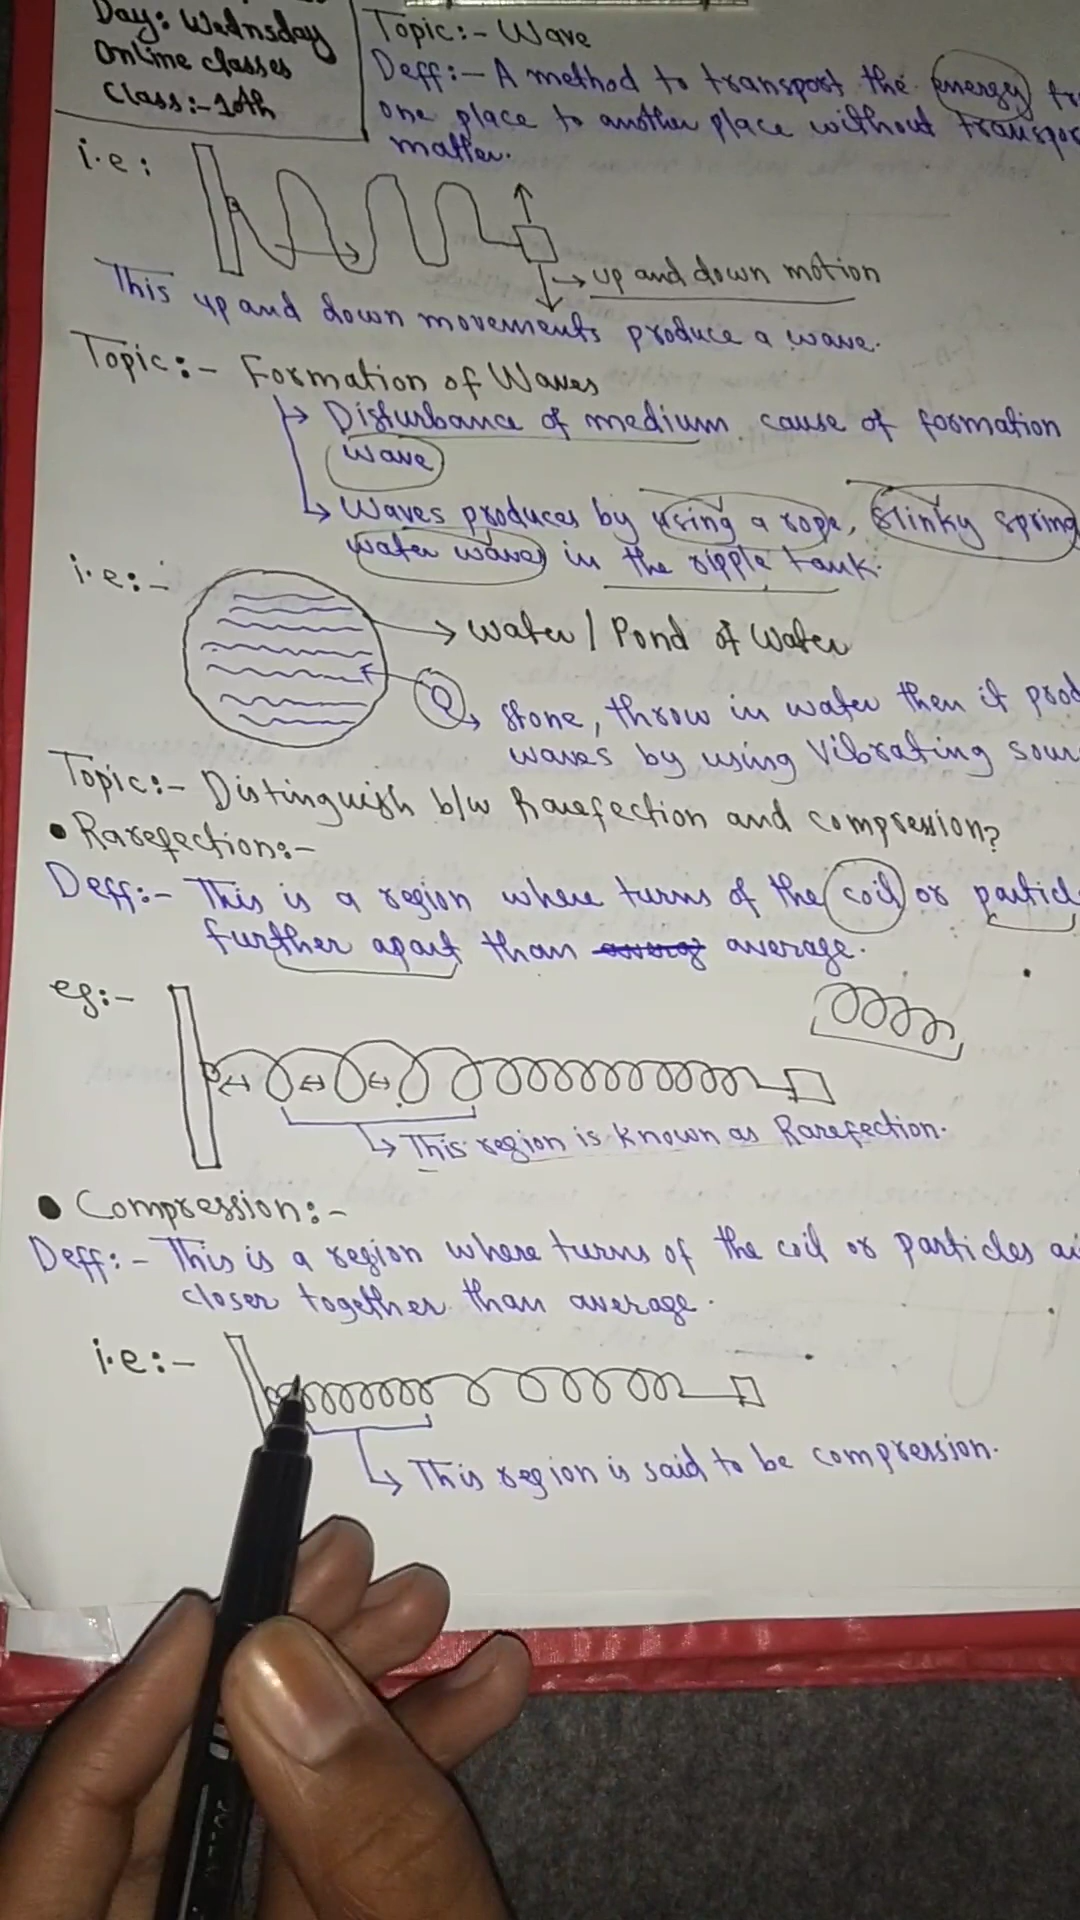 Day: Wednsday
Online classes
Class:- 10th
Topic:- Wave
Deff:- A method to transport the energy
one place to another place without transpor
matter.
i.e:
→ up and down motion
This up and down movements produce a wave.
Topic:- Formation of Waves
→ Disturbance of medium cause of formation
wave
→ Waves produces by using a rope, slinky spring
water waves in the ripple tank.
i.e:-
→ Water / Pond of Water
stone, throw in water then it prod
waves by using vibrating sour
Topic:- Distinguish b/w Rarefection and compression?
• Rarefection:-
Deff:- This is a region where turns of the coil or particl
further apart than average.
eg:-
→ This region is known as Rarefection.
• Compression:-
Deff:- This is a region where turns of the coil or particles a
closer together than average.
i.e:-
→ This region is said to be compression.